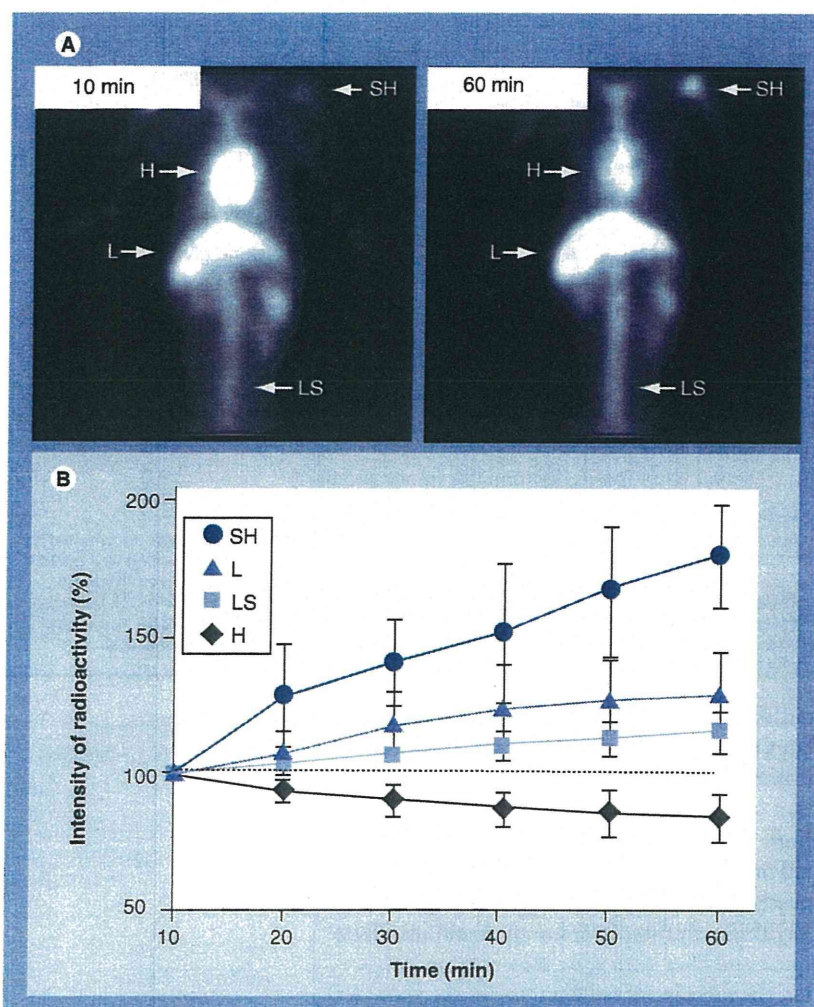 A
10 min
SH
H
L
LS
60 min
SH
H
L
LS
B
200
150
100
50
Intensity of radioactivity (%)
SH
L
LS
H
10 20 30 40 50 60
Time (min)